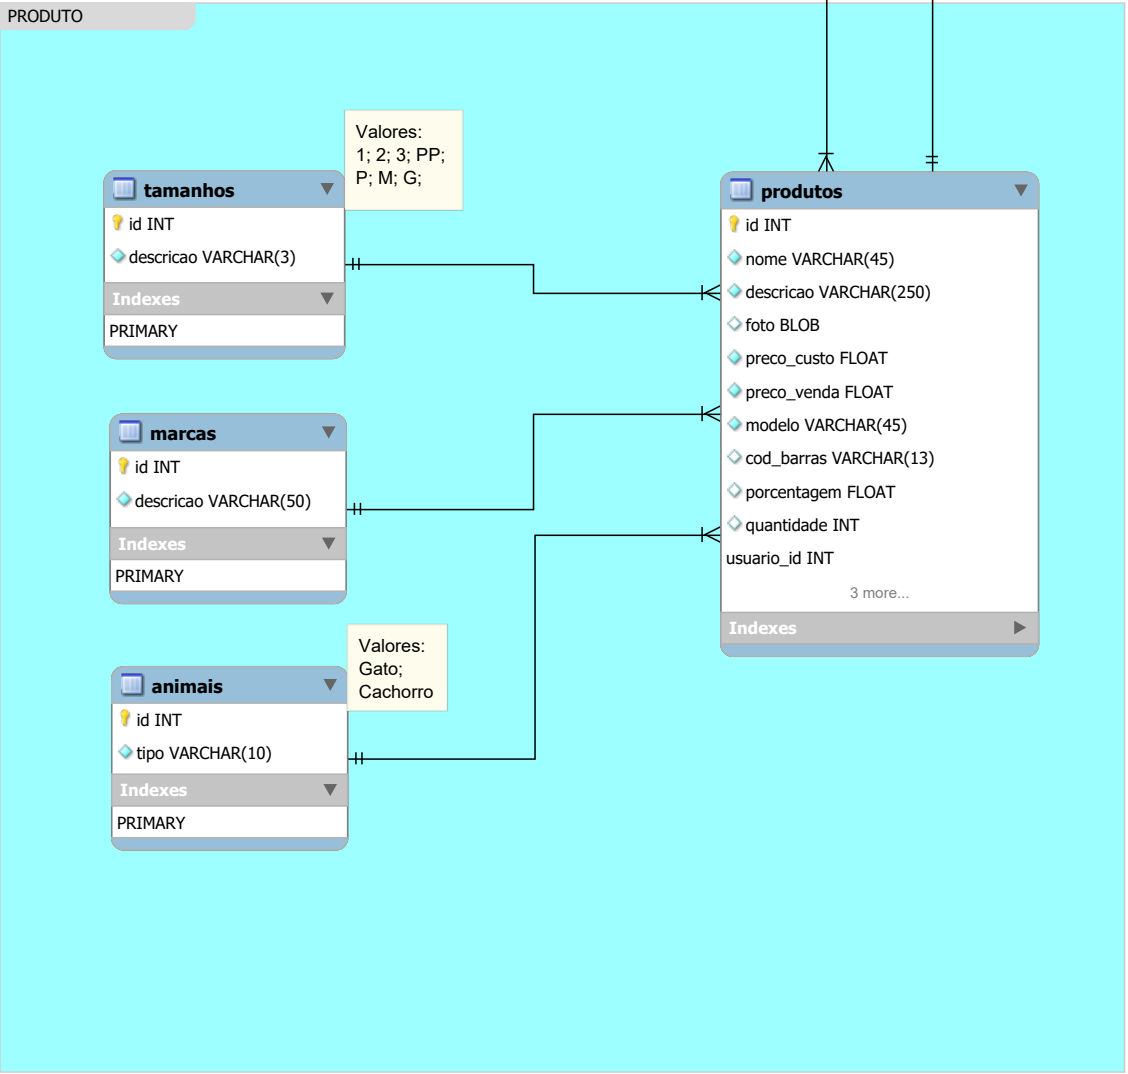 PRODUTO
Valores:
1; 2; 3; PP;
P; M; G;
tamanhos
id INT
descricao VARCHAR(3)
Indexes
PRIMARY
marcas
id INT
descricao VARCHAR(50)
Indexes
PRIMARY
Valores:
Gato;
Cachorro
animais
id INT
tipo VARCHAR(10)
Indexes
PRIMARY
produtos
id INT
nome VARCHAR(45)
descricao VARCHAR(250)
foto BLOB
preco_custo FLOAT
preco_venda FLOAT
modelo VARCHAR(45)
cod_barras VARCHAR(13)
porcentagem FLOAT
quantidade INT
usuario_id INT
3 more...
Indexes